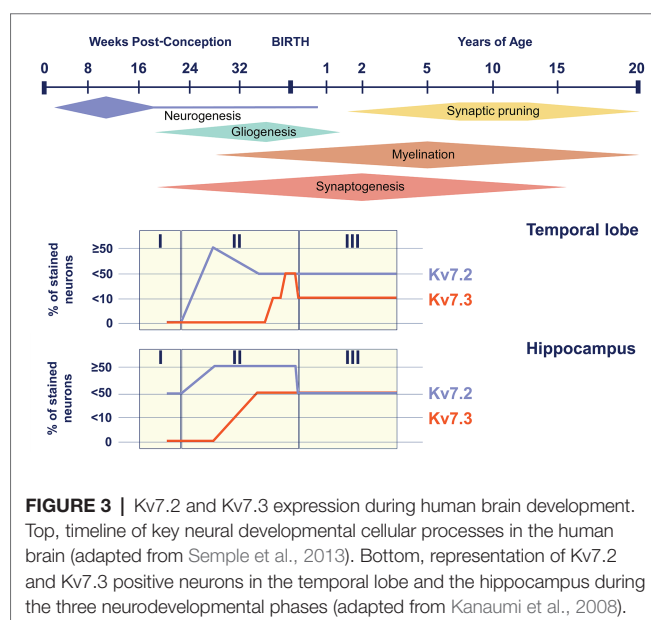 Weeks Post-Conception BIRTH Years of Age
0 8 16 24 32 1 2 5 10 15 20
Neurogenesis
Synaptic pruning
Gliogenesis
Myelination
Synaptogenesis
Temporal lobe
% of stained
neurons
≥50
<50
<10
0
I II III
Kv7.2
Kv7.3
Hippocampus
% of stained
neurons
≥50
<50
<10
0
I II III
Kv7.2
Kv7.3
FIGURE 3 | Kv7.2 and Kv7.3 expression during human brain development.
Top, timeline of key neural developmental cellular processes in the human
brain (adapted from Semple et al., 2013). Bottom, representation of Kv7.2
and Kv7.3 positive neurons in the temporal lobe and the hippocampus during
the three neurodevelopmental phases (adapted from Kanaumi et al., 2008).